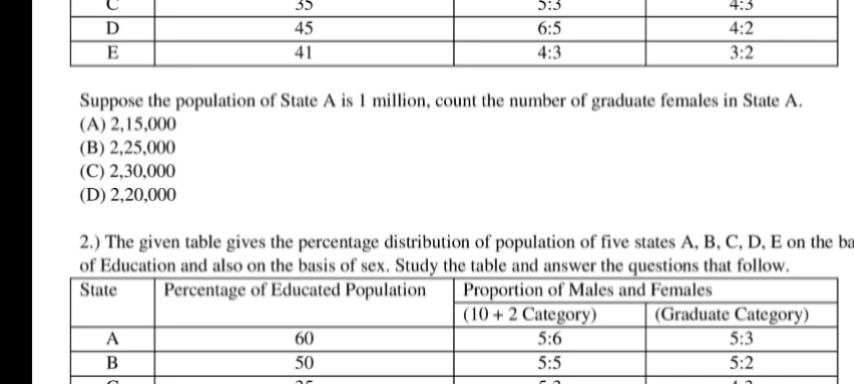 C 35 5:3 4:3
D 45 6:5 4:2
E 41 4:3 3:2
Suppose the population of State A is 1 million, count the number of graduate females in State A.
(A) 2,15,000
(B) 2,25,000
(C) 2,30,000
(D) 2,20,000
2.) The given table gives the percentage distribution of population of five states A, B, C, D, E on the ba
of Education and also on the basis of sex. Study the table and answer the questions that follow.
State Percentage of Educated Population Proportion of Males and Females
(10 + 2 Category) (Graduate Category)
A 60 5:6 5:3
B 50 5:5 5:2